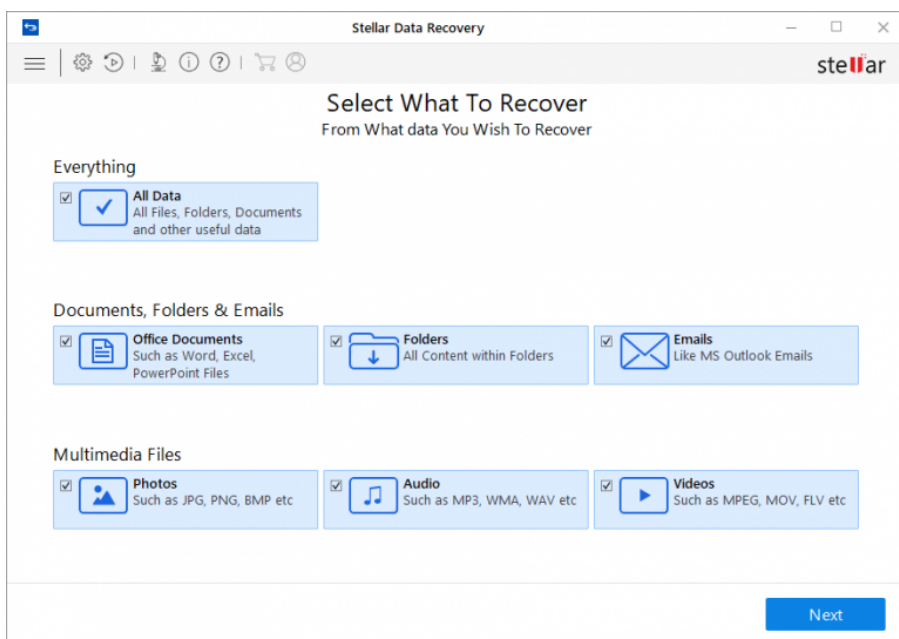 Stellar Data Recovery
stellar
Select What To Recover
From What data You Wish To Recover
Everything
All Data
All Files, Folders, Documents
and other useful data
Documents, Folders & Emails
Office Documents
Such as Word, Excel,
PowerPoint Files
Folders
All Content within Folders
Emails
Like MS Outlook Emails
Multimedia Files
Photos
Such as JPG, PNG, BMP etc
Audio
Such as MP3, WMA, WAV etc
Videos
Such as MPEG, MOV, FLV etc
Next